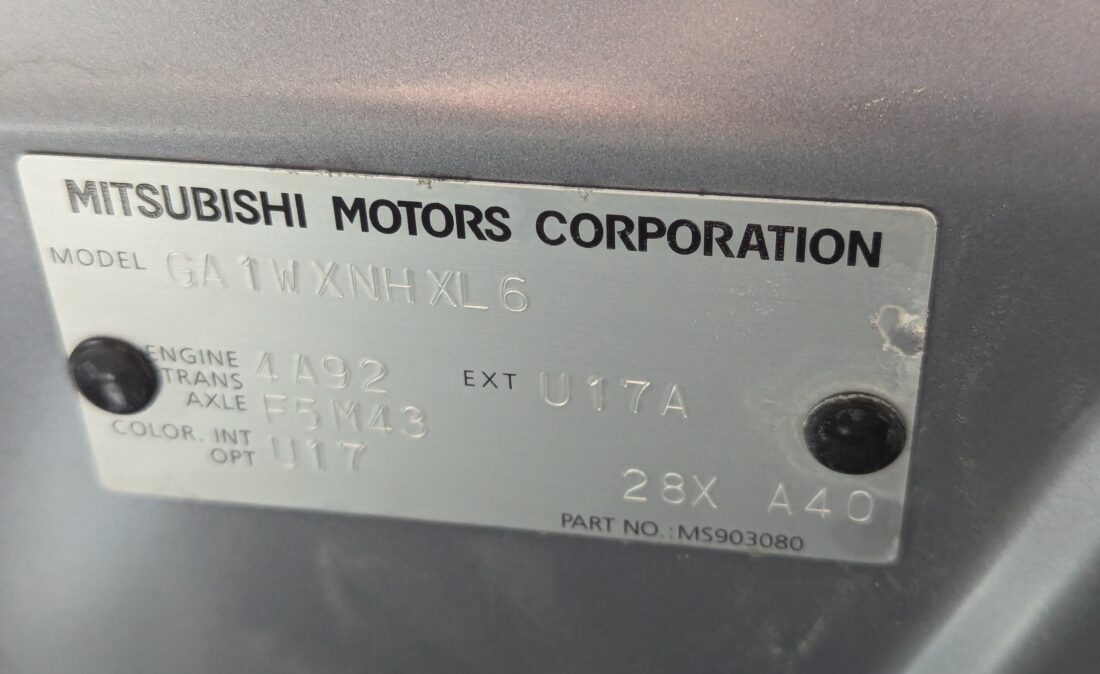 MITSUBISHI MOTORS CORPORATION
MODEL GA1WXNHXL6
ENGINE 4A92 EXT U17A
TRANS AXLE F5M43
COLOR. INT U17
OPT
28X A40
PART NO.:MS903080